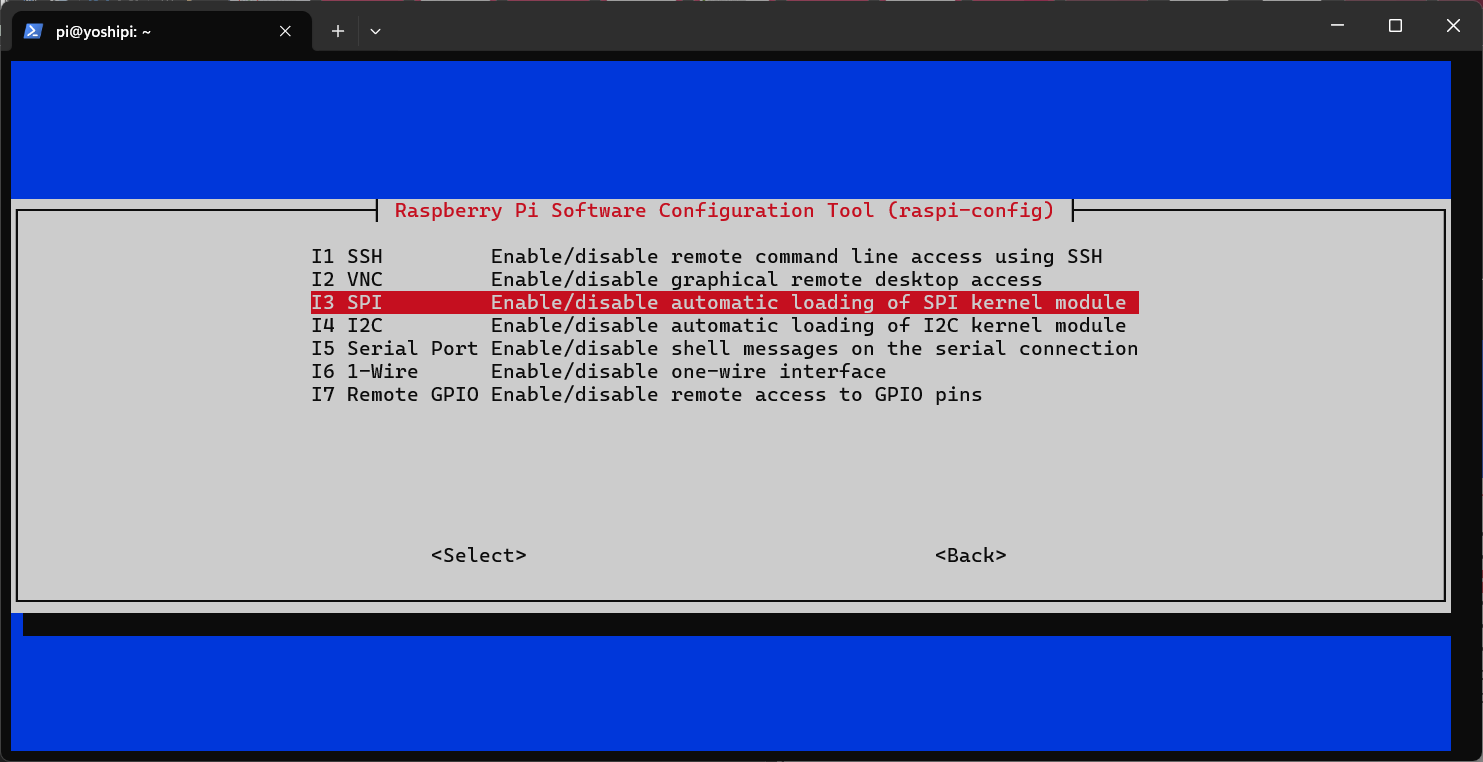 pi@yoshipi: ~
Raspberry Pi Software Configuration Tool (raspi-config)
I1 SSH Enable/disable remote command line access using SSH
I2 VNC Enable/disable graphical remote desktop access
I3 SPI Enable/disable automatic loading of SPI kernel module
I4 I2C Enable/disable automatic loading of I2C kernel module
I5 Serial Port Enable/disable shell messages on the serial connection
I6 1-Wire Enable/disable one-wire interface
I7 Remote GPIO Enable/disable remote access to GPIO pins
<Select> <Back>